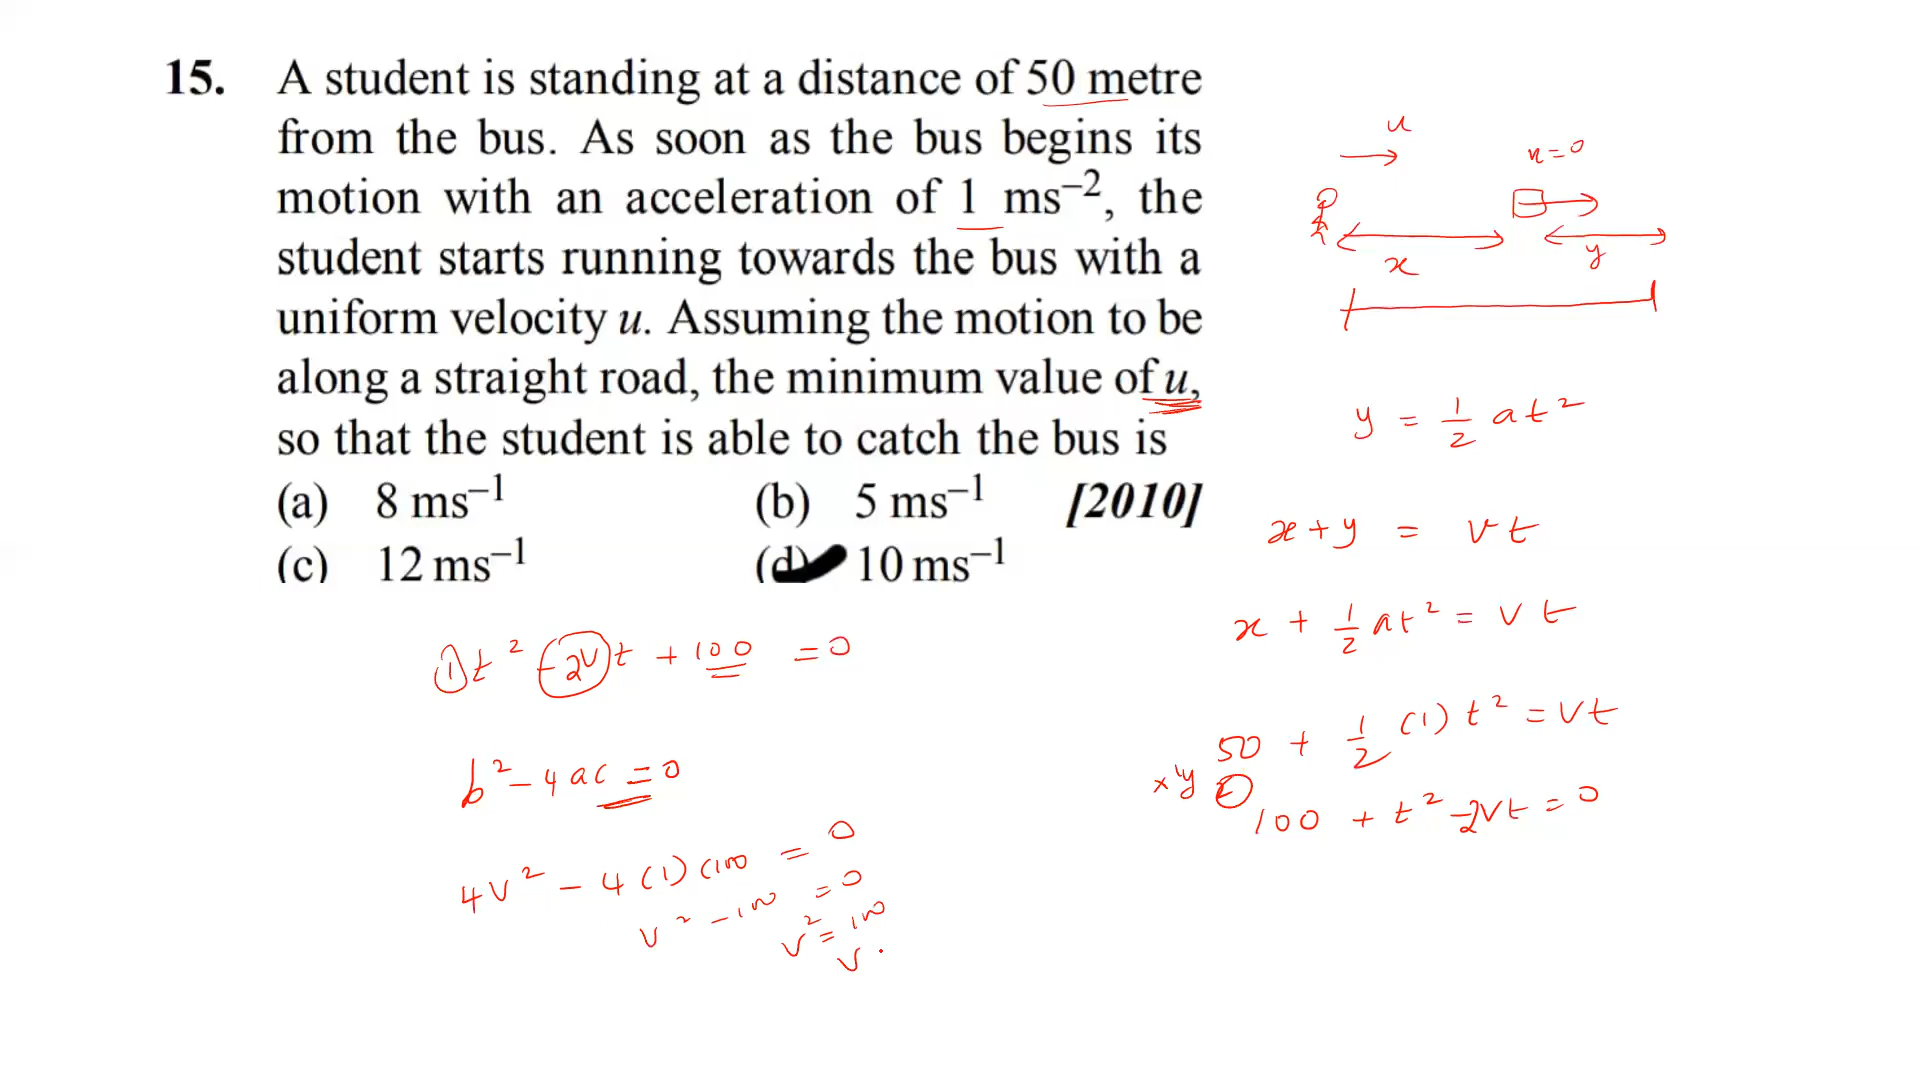 15. A student is standing at a distance of 50 metre
from the bus. As soon as the bus begins its
motion with an acceleration of 1 ms⁻², the
student starts running towards the bus with a
uniform velocity u. Assuming the motion to be
along a straight road, the minimum value of u,
so that the student is able to catch the bus is
(a) 8 ms⁻¹ (b) 5 ms⁻¹ [2010]
(c) 12 ms⁻¹ (d) 10 ms⁻¹
u
u=0
x
y
y = 1/2 at²
x + y = vt
x + 1/2 at² = vt
50 + 1/2 (1) t² = vt
100 + t² - 2vt = 0
1t² - 2vt + 100 = 0
b² - 4ac = 0
4v² - 4(1)(100 = 0
v² - 100 = 0
v² = 100
v